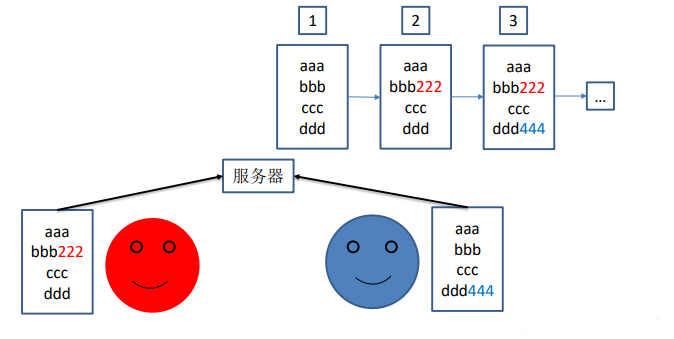 1
2
3
aaa
bbb
ccc
ddd
aaa
bbb222
ccc
ddd
aaa
bbb222
ccc
ddd444
...
服务器
aaa
bbb222
ccc
ddd
aaa
bbb
ccc
ddd444